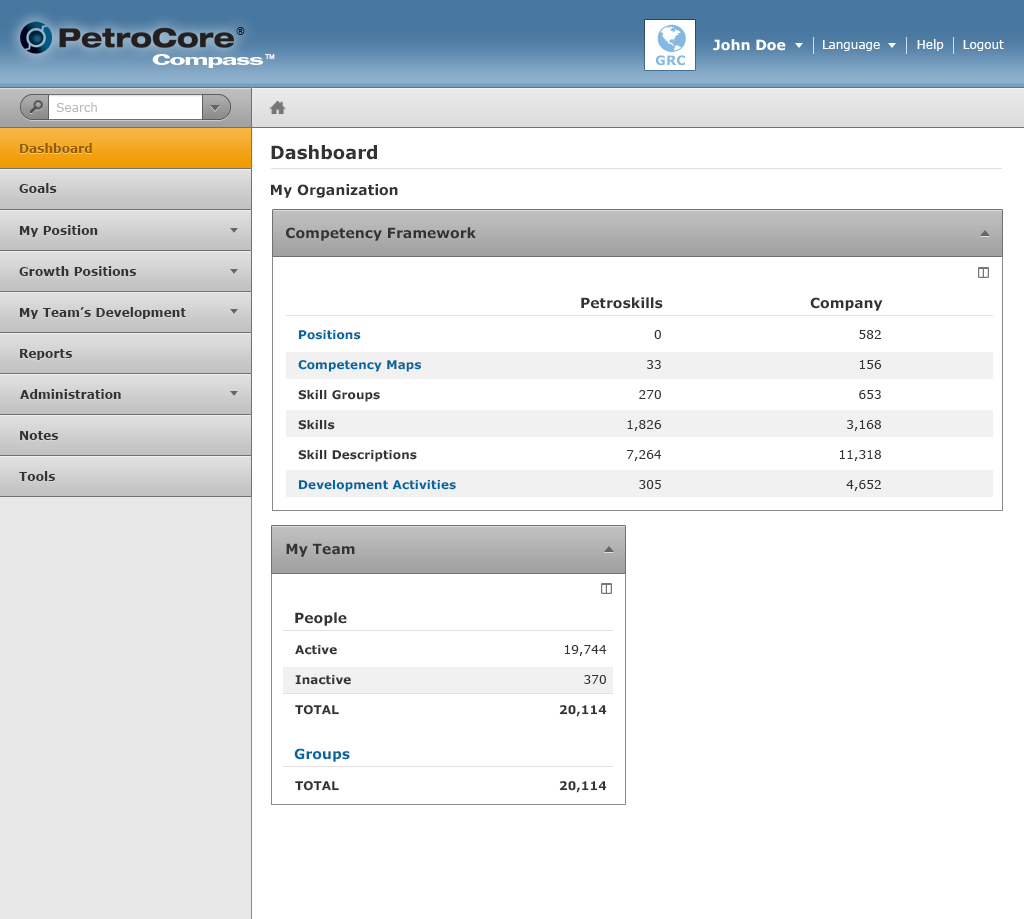 PetroCore®
Compass™
GRC
John Doe
Language
Help
Logout
Search
Dashboard
Goals
My Position
Growth Positions
My Team’s Development
Reports
Administration
Notes
Tools
Dashboard
My Organization
Competency Framework
Petroskills Company
Positions 0 582
Competency Maps 33 156
Skill Groups 270 653
Skills 1,826 3,168
Skill Descriptions 7,264 11,318
Development Activities 305 4,652
My Team
People
Active 19,744
Inactive 370
TOTAL 20,114
Groups
TOTAL 20,114